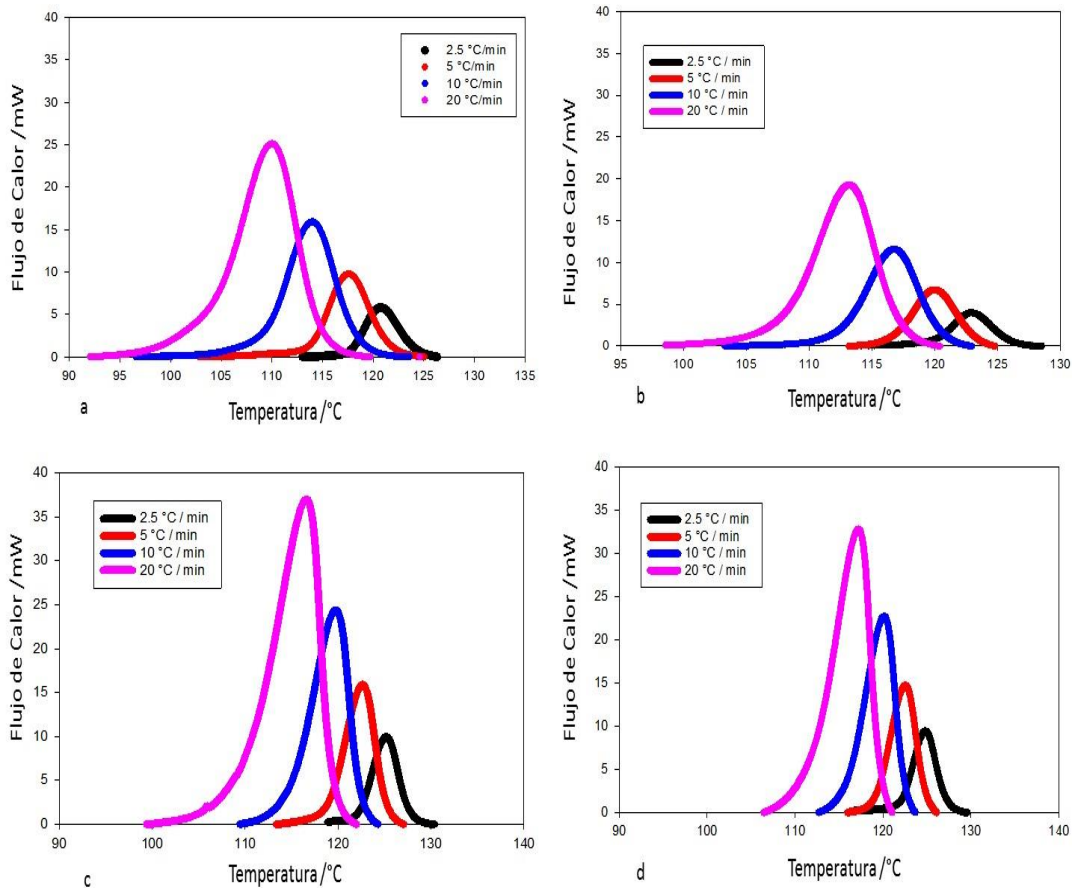 40
35
30
25
20
15
10
5
0
Flujo de Calor /mW
2.5 °C/min
5 °C/min
10 °C/min
20 °C/min
90 95 100 105 110 115 120 125 130 135
a
Temperatura/°C
40
35
30
25
20
15
10
5
0
Flujo de Calor /mW
2.5 °C / min
5 °C / min
10 °C / min
20 °C / min
95 100 105 110 115 120 125 130
b
Temperatura/°C
40
35
30
25
20
15
10
5
0
Flujo de Calor /mW
2.5 °C / min
5 °C / min
10 °C / min
20 °C / min
90 100 110 120 130 140
c
Temperatura/°C
40
35
30
25
20
15
10
5
0
Flujo de Calor /mW
2.5 °C / min
5 °C / min
10 °C / min
20 °C / min
90 100 110 120 130 140
d
Temperatura/°C